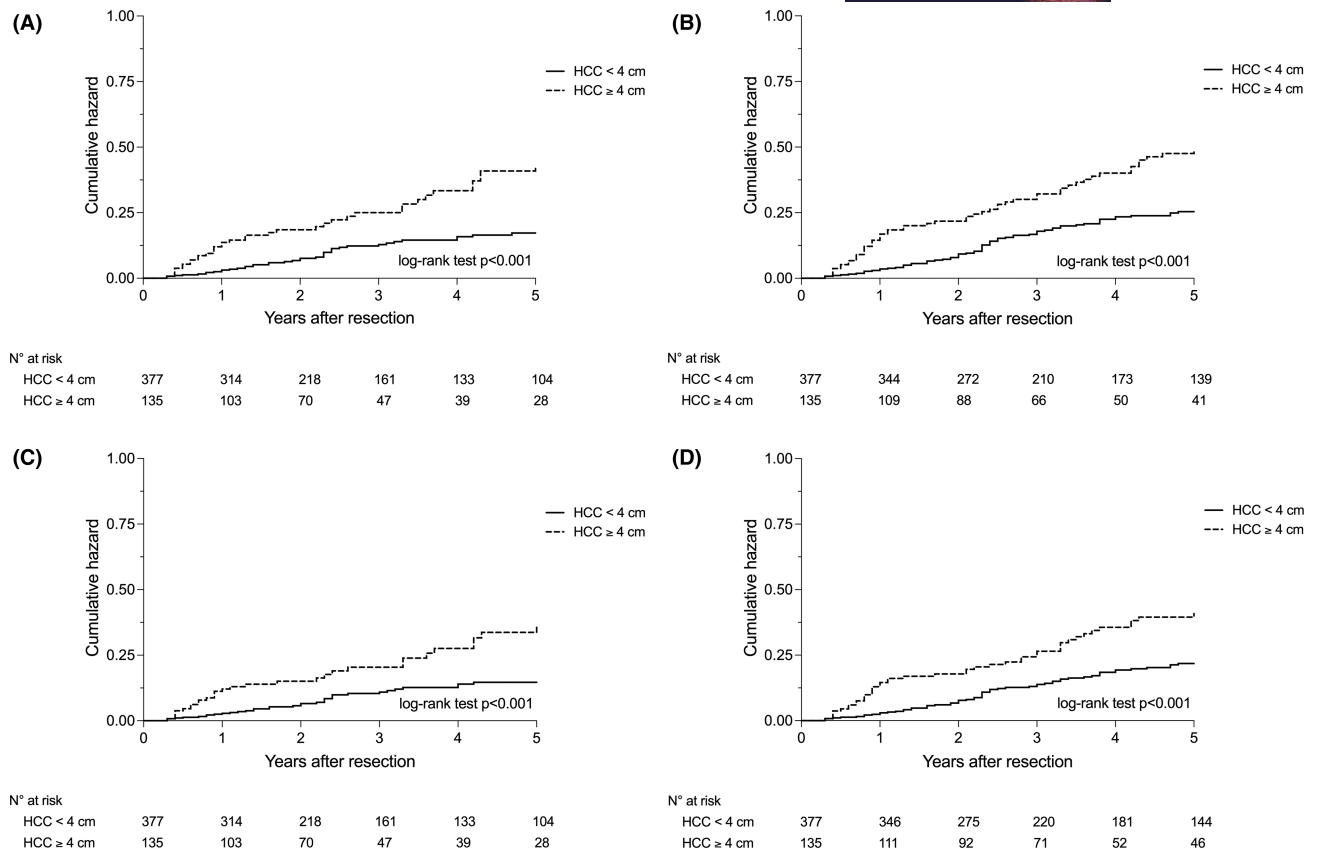 (A)
1.00
0.75
0.50
0.25
0.00
Cumulative hazard
HCC < 4 cm
HCC ≥ 4 cm
log-rank test p<0.001
0 1 2 3 4 5
Years after resection
N° at risk
HCC < 4 cm 377 314 218 161 133 104
HCC ≥ 4 cm 135 103 70 47 39 28
(B)
1.00
0.75
0.50
0.25
0.00
Cumulative hazard
HCC < 4 cm
HCC ≥ 4 cm
log-rank test p<0.001
0 1 2 3 4 5
Years after resection
N° at risk
HCC < 4 cm 377 344 272 210 173 139
HCC ≥ 4 cm 135 109 88 66 50 41
(C)
1.00
0.75
0.50
0.25
0.00
Cumulative hazard
HCC < 4 cm
HCC ≥ 4 cm
log-rank test p<0.001
0 1 2 3 4 5
Years after resection
N° at risk
HCC < 4 cm 377 314 218 161 133 104
HCC ≥ 4 cm 135 103 70 47 39 28
(D)
1.00
0.75
0.50
0.25
0.00
Cumulative hazard
HCC < 4 cm
HCC ≥ 4 cm
log-rank test p<0.001
0 1 2 3 4 5
Years after resection
N° at risk
HCC < 4 cm 377 346 275 220 181 144
HCC ≥ 4 cm 135 111 92 71 52 46